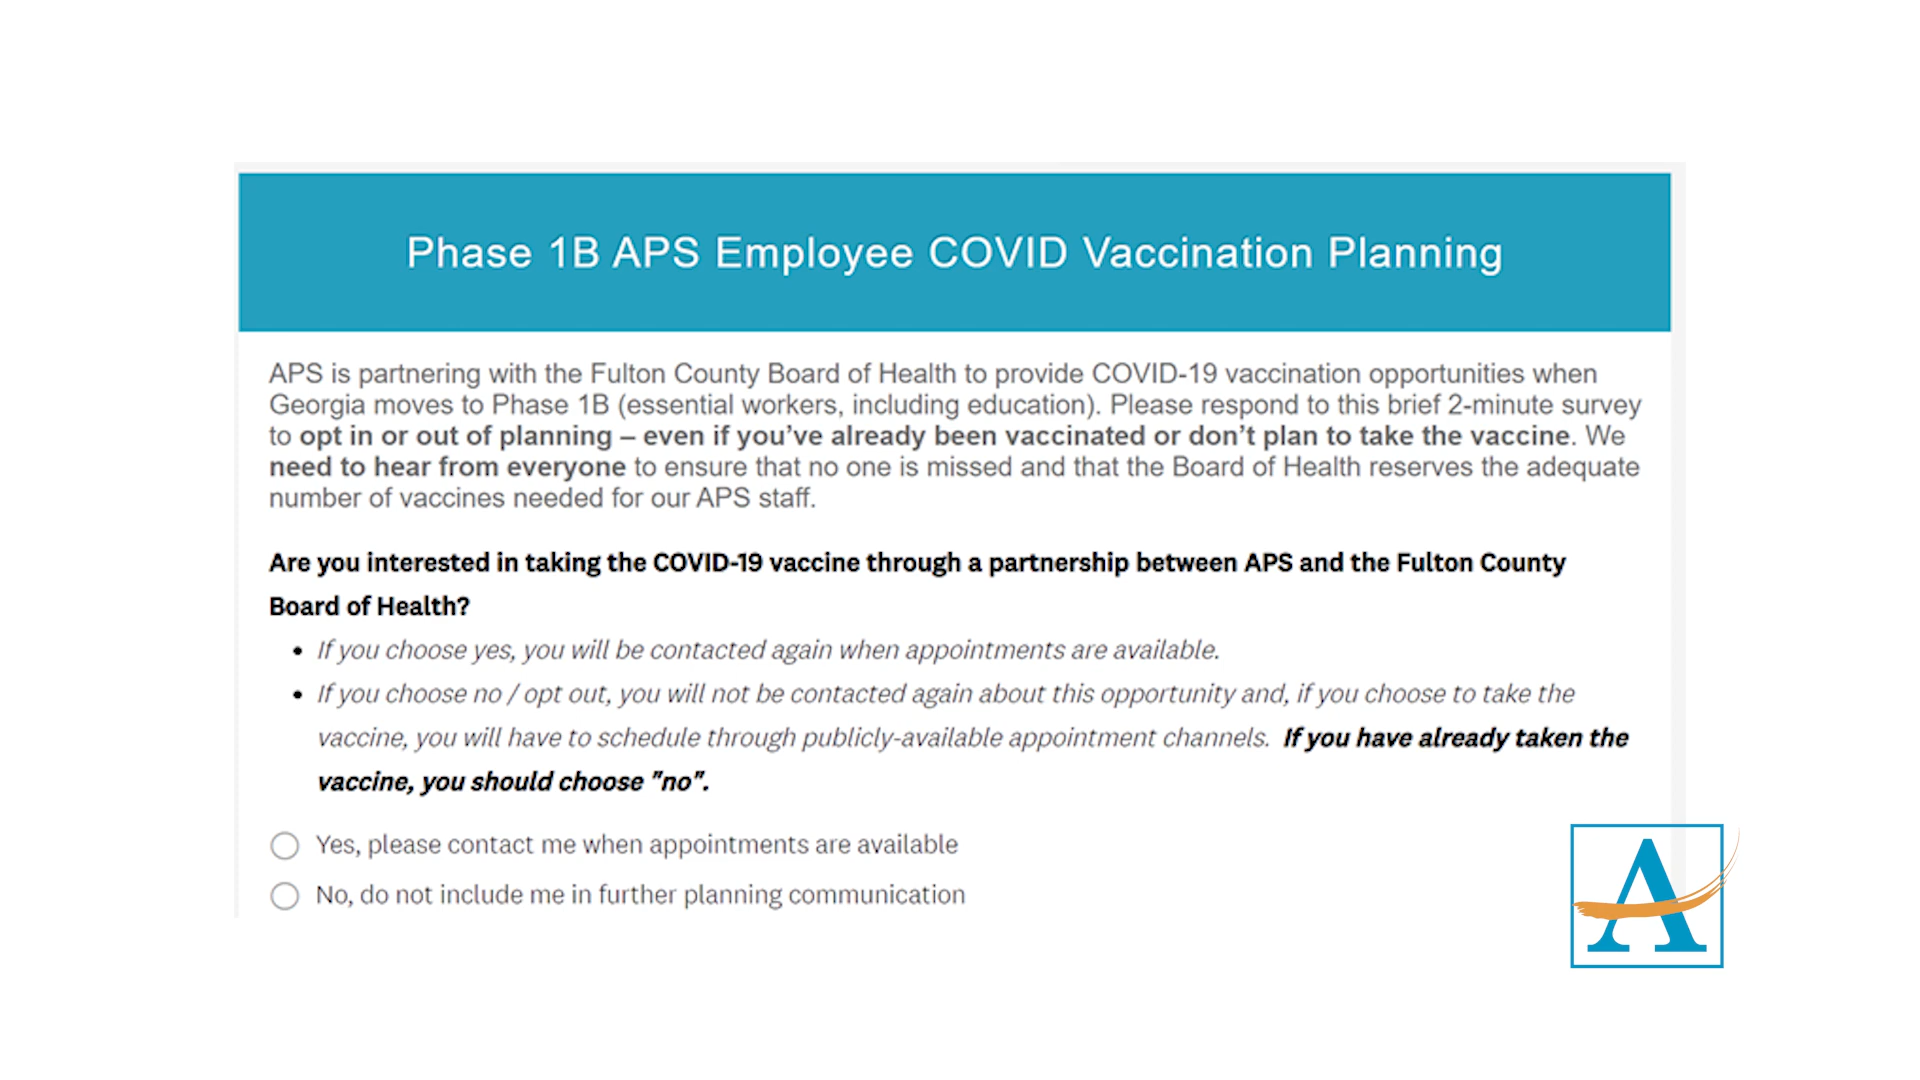 Phase 1B APS Employee COVID Vaccination Planning
APS is partnering with the Fulton County Board of Health to provide COVID-19 vaccination opportunities when
Georgia moves to Phase 1B (essential workers, including education). Please respond to this brief 2-minute survey
to opt in or out of planning – even if you’ve already been vaccinated or don’t plan to take the vaccine. We
need to hear from everyone to ensure that no one is missed and that the Board of Health reserves the adequate
number of vaccines needed for our APS staff.
Are you interested in taking the COVID-19 vaccine through a partnership between APS and the Fulton County
Board of Health?
• If you choose yes, you will be contacted again when appointments are available.
• If you choose no / opt out, you will not be contacted again about this opportunity and, if you choose to take the
vaccine, you will have to schedule through publicly-available appointment channels. If you have already taken the
vaccine, you should choose "no".
Yes, please contact me when appointments are available
No, do not include me in further planning communication
A